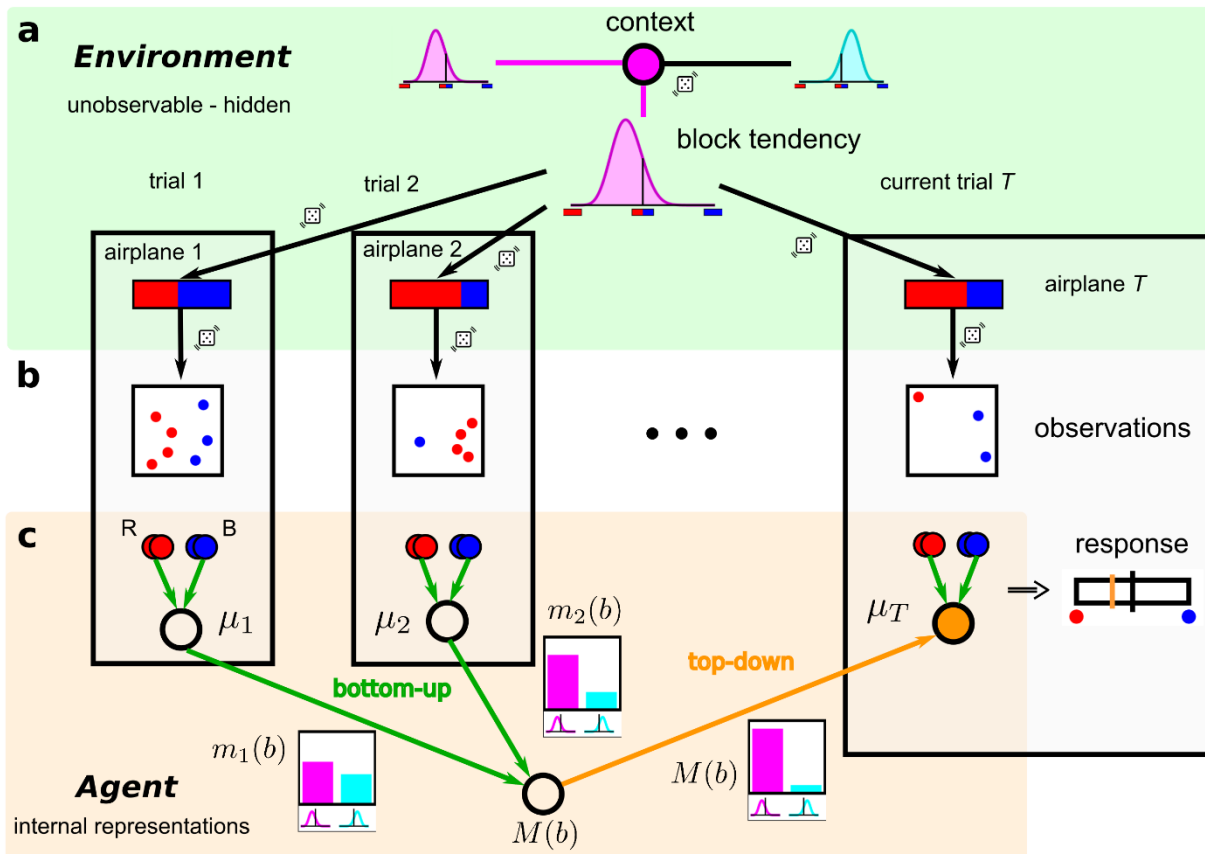 a
Environment
unobservable - hidden
context
block tendency
trial 1
trial 2
current trial T
airplane 1
airplane 2
airplane T
b
observations
c
R
B
response
μ₁
μ₂
m₂(b)
μ_T
top-down
bottom-up
m₁(b)
M(b)
Agent
internal representations
M(b)